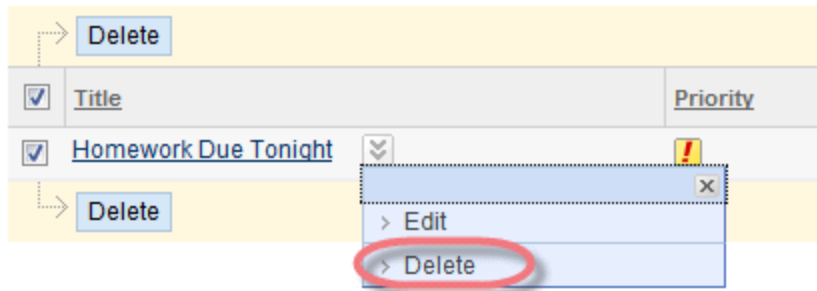 Delete
Title Priority
Homework Due Tonight
Delete
Edit
Delete